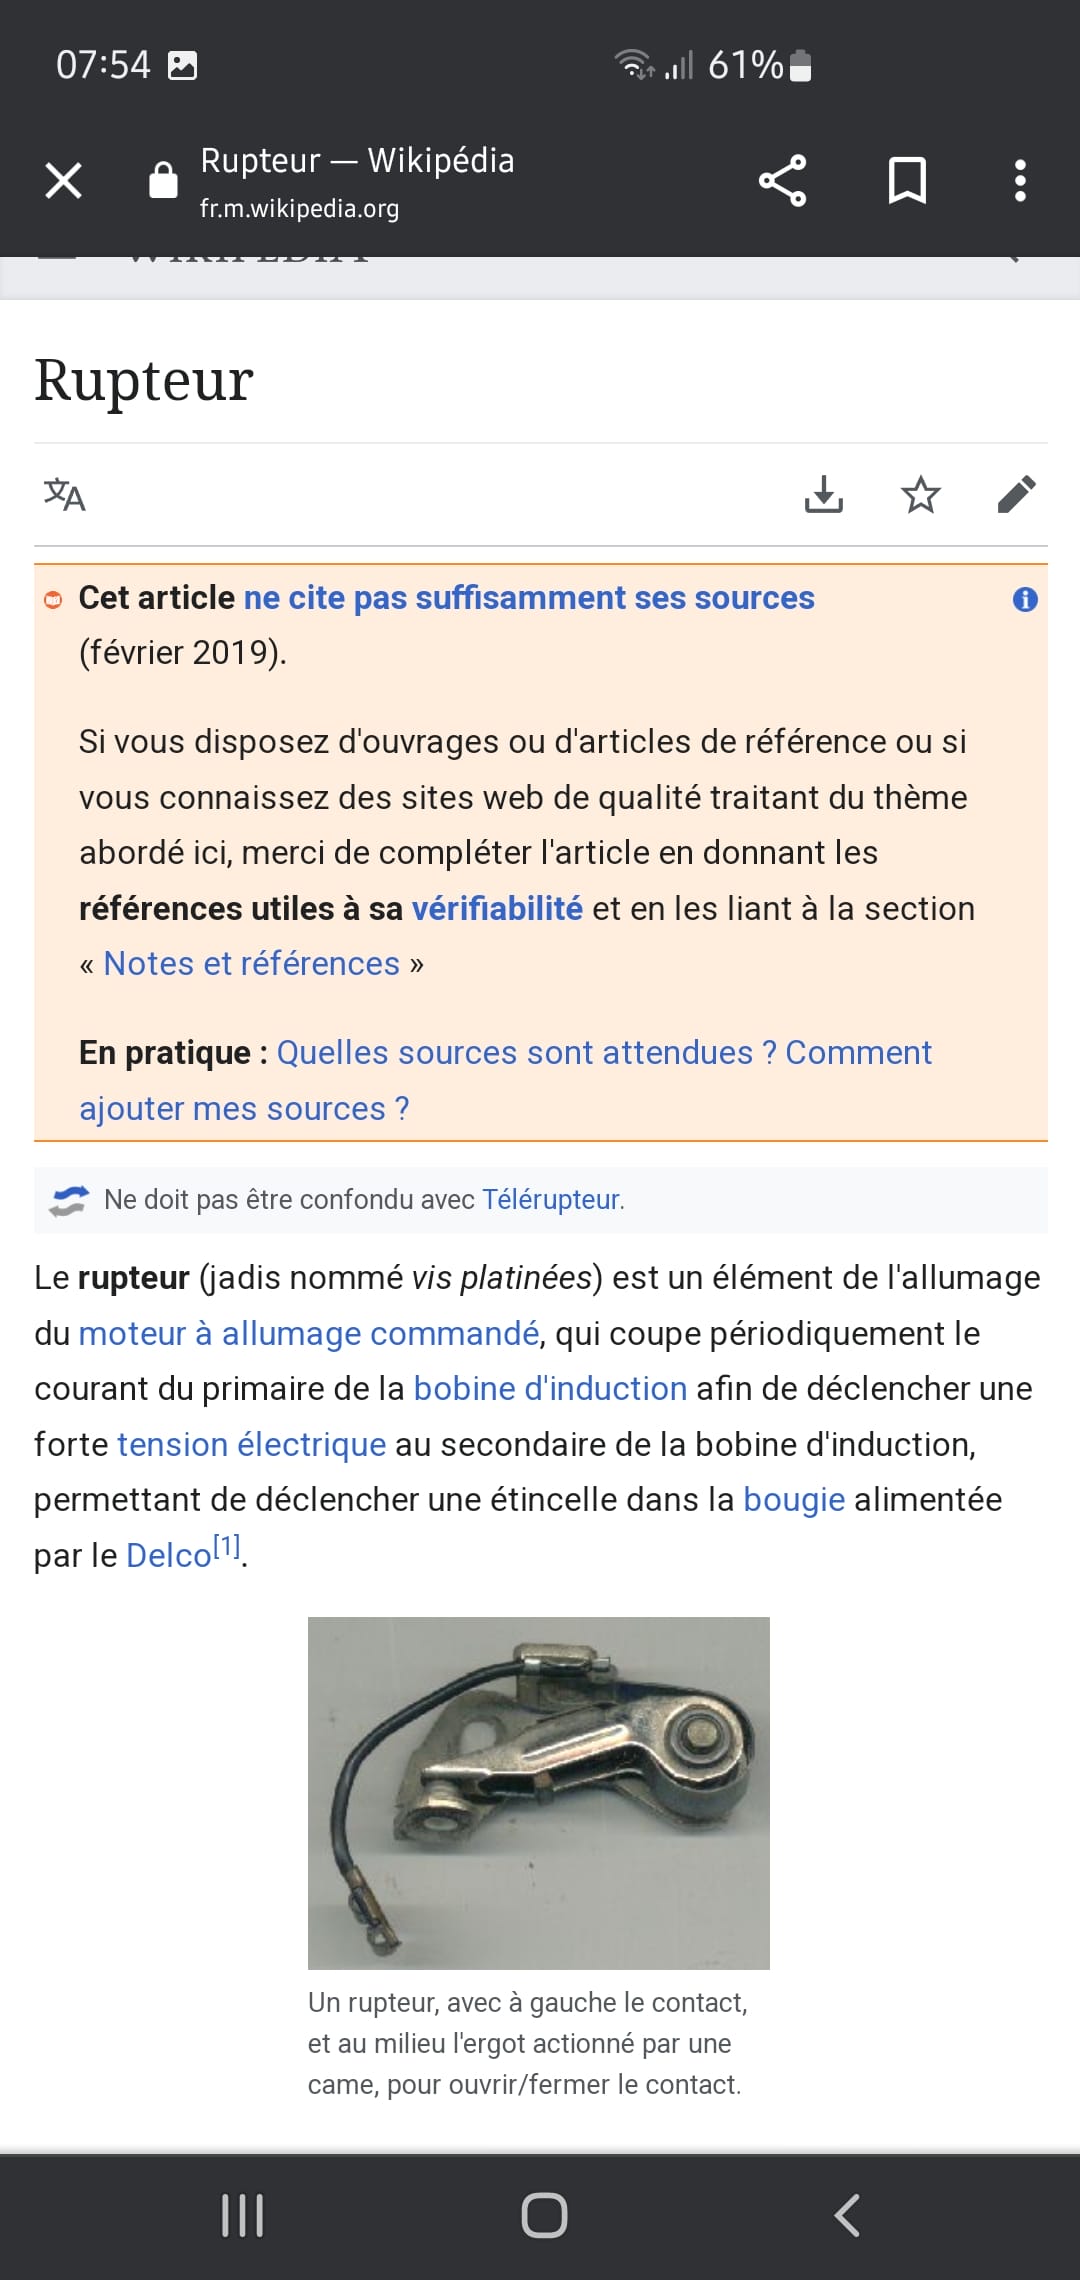 07:54
61%
Rupteur — Wikipédia
fr.m.wikipedia.org
Rupteur
Cet article ne cite pas suffisamment ses sources
(février 2019).
Si vous disposez d'ouvrages ou d'articles de référence ou si
vous connaissez des sites web de qualité traitant du thème
abordé ici, merci de compléter l'article en donnant les
références utiles à sa vérifiabilité et en les liant à la section
« Notes et références »
En pratique : Quelles sources sont attendues ? Comment
ajouter mes sources ?
Ne doit pas être confondu avec Télérupteur.
Le rupteur (jadis nommé vis platinées) est un élément de l'allumage
du moteur à allumage commandé, qui coupe périodiquement le
courant du primaire de la bobine d'induction afin de déclencher une
forte tension électrique au secondaire de la bobine d'induction,
permettant de déclencher une étincelle dans la bougie alimentée
par le Delco[1].
Un rupteur, avec à gauche le contact,
et au milieu l'ergot actionné par une
came, pour ouvrir/fermer le contact.